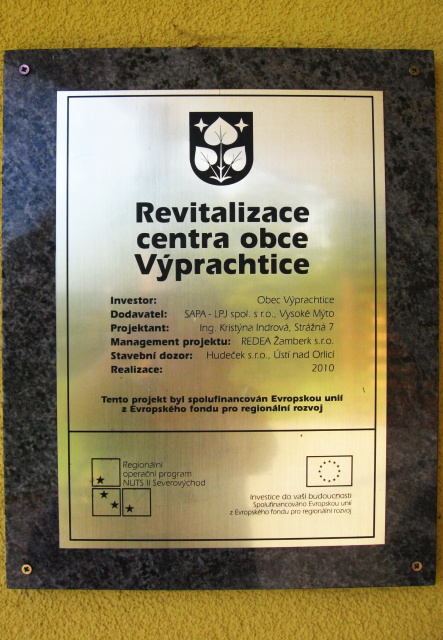 Revitalizace
centra obce
Výprachtice
Investor: Obec Výprachtice
Dodavatel: SAPA - LPJ spol. s r.o., Vysoké Mýto
Projektant: Ing. Kristýna Indrová, Strážná 7
Management projektu: REDEA Žamberk s.r.o.
Stavební dozor: Hudeček s.r.o., Ústí nad Orlicí
Realizace: 2010
Tento projekt byl spolufinancován Evropskou unií
z Evropského fondu pro regionální rozvoj
Regionální
operační program
NUTS II Severovýchod
Investice do vaší budoucnosti
Spolufinancováno Evropskou unií
z Evropského fondu pro regionální rozvoj